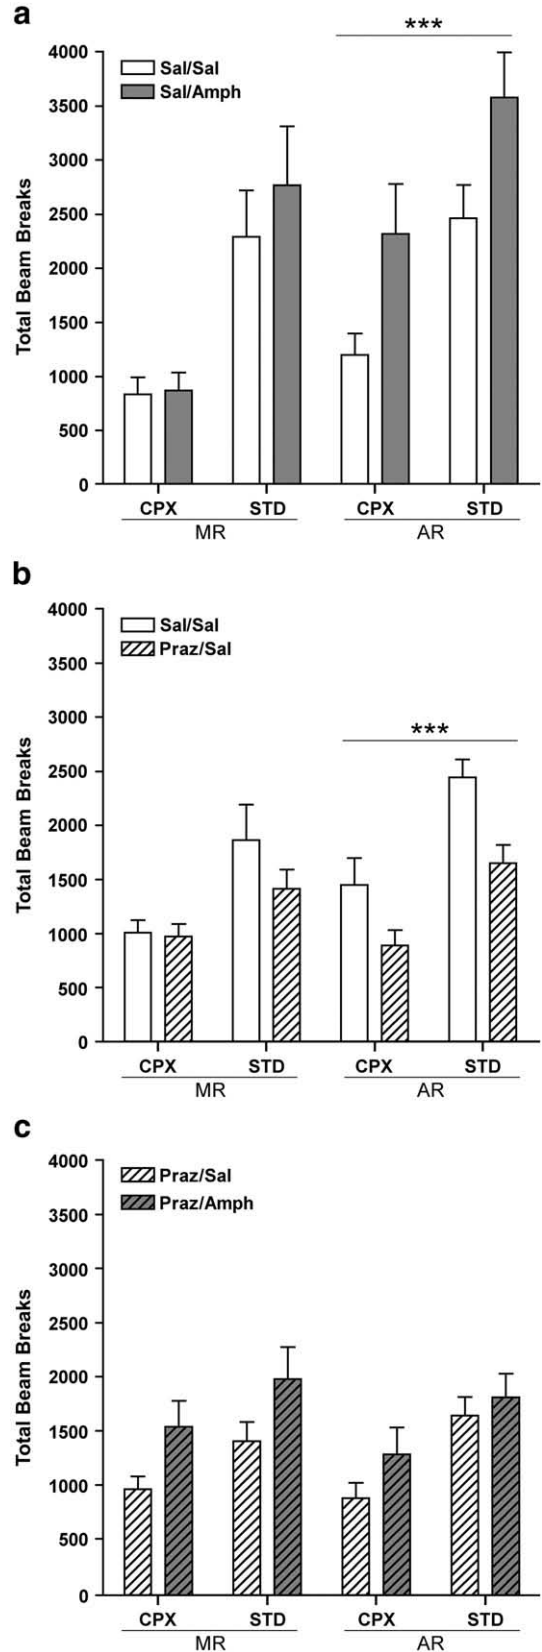 a
***
Sal/Sal
Sal/Amph
Total Beam Breaks
4000
3500
3000
2500
2000
1500
1000
500
0
CPX STD CPX STD
MR AR
b
Sal/Sal
Praz/Sal
***
Total Beam Breaks
4000
3500
3000
2500
2000
1500
1000
500
0
CPX STD CPX STD
MR AR
c
Praz/Sal
Praz/Amph
Total Beam Breaks
4000
3500
3000
2500
2000
1500
1000
500
0
CPX STD CPX STD
MR AR